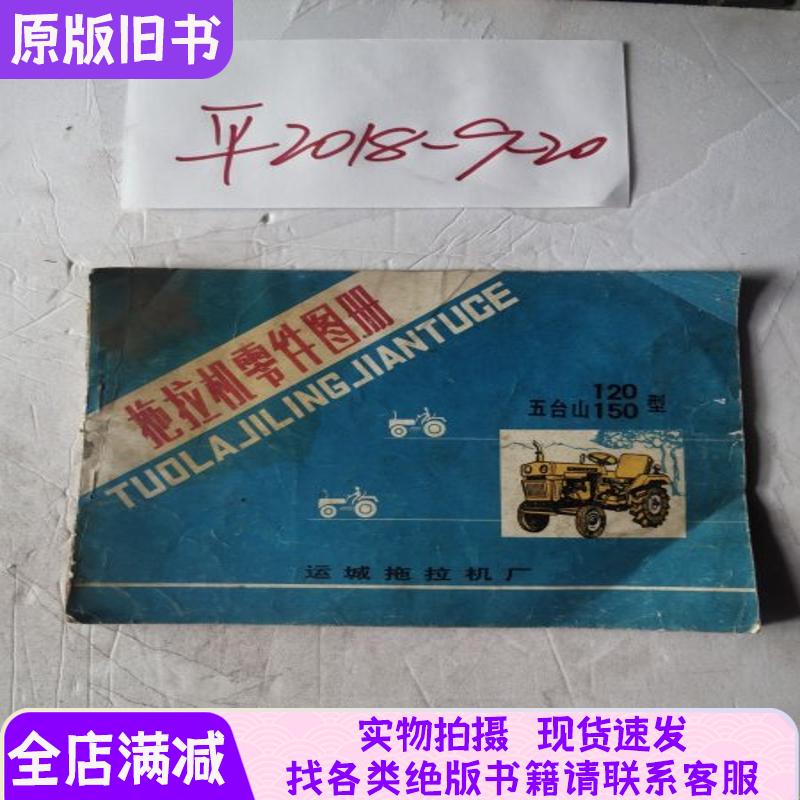 原版旧书
平2018-9-20
拖拉机零件图册
TUOLAJILINGJIANTUCE
120
五台山150型
运城拖拉机厂
全店满减
实物拍摄 现货速发
找各类绝版书籍请联系客服